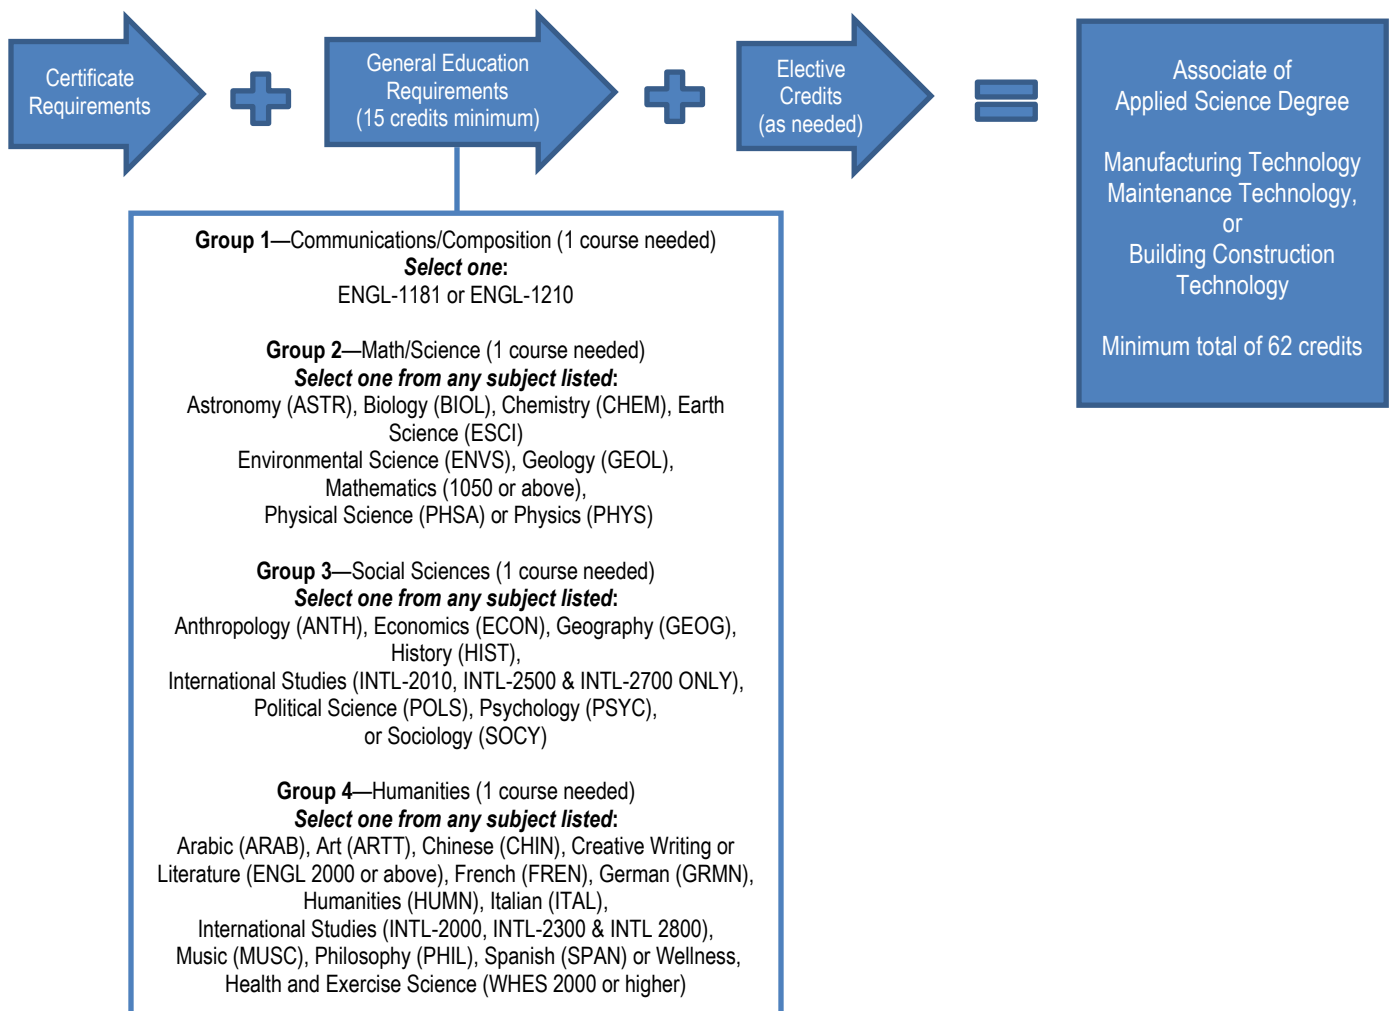 Certificate
Requirements
General Education
Requirements
(15 credits minimum)
Elective
Credits
(as needed)
Associate of
Applied Science Degree
Manufacturing Technology
Maintenance Technology,
or
Building Construction
Technology
Minimum total of 62 credits
Group 1—Communications/Composition (1 course needed)
Select one:
ENGL-1181 or ENGL-1210
Group 2—Math/Science (1 course needed)
Select one from any subject listed:
Astronomy (ASTR), Biology (BIOL), Chemistry (CHEM), Earth
Science (ESCI)
Environmental Science (ENVS), Geology (GEOL),
Mathematics (1050 or above),
Physical Science (PHSA) or Physics (PHYS)
Group 3—Social Sciences (1 course needed)
Select one from any subject listed:
Anthropology (ANTH), Economics (ECON), Geography (GEOG),
History (HIST),
International Studies (INTL-2010, INTL-2500 & INTL-2700 ONLY),
Political Science (POLS), Psychology (PSYC),
or Sociology (SOCY)
Group 4—Humanities (1 course needed)
Select one from any subject listed:
Arabic (ARAB), Art (ARTT), Chinese (CHIN), Creative Writing or
Literature (ENGL 2000 or above), French (FREN), German (GRMN),
Humanities (HUMN), Italian (ITAL),
International Studies (INTL-2000, INTL-2300 & INTL 2800),
Music (MUSC), Philosophy (PHIL), Spanish (SPAN) or Wellness,
Health and Exercise Science (WHES 2000 or higher)